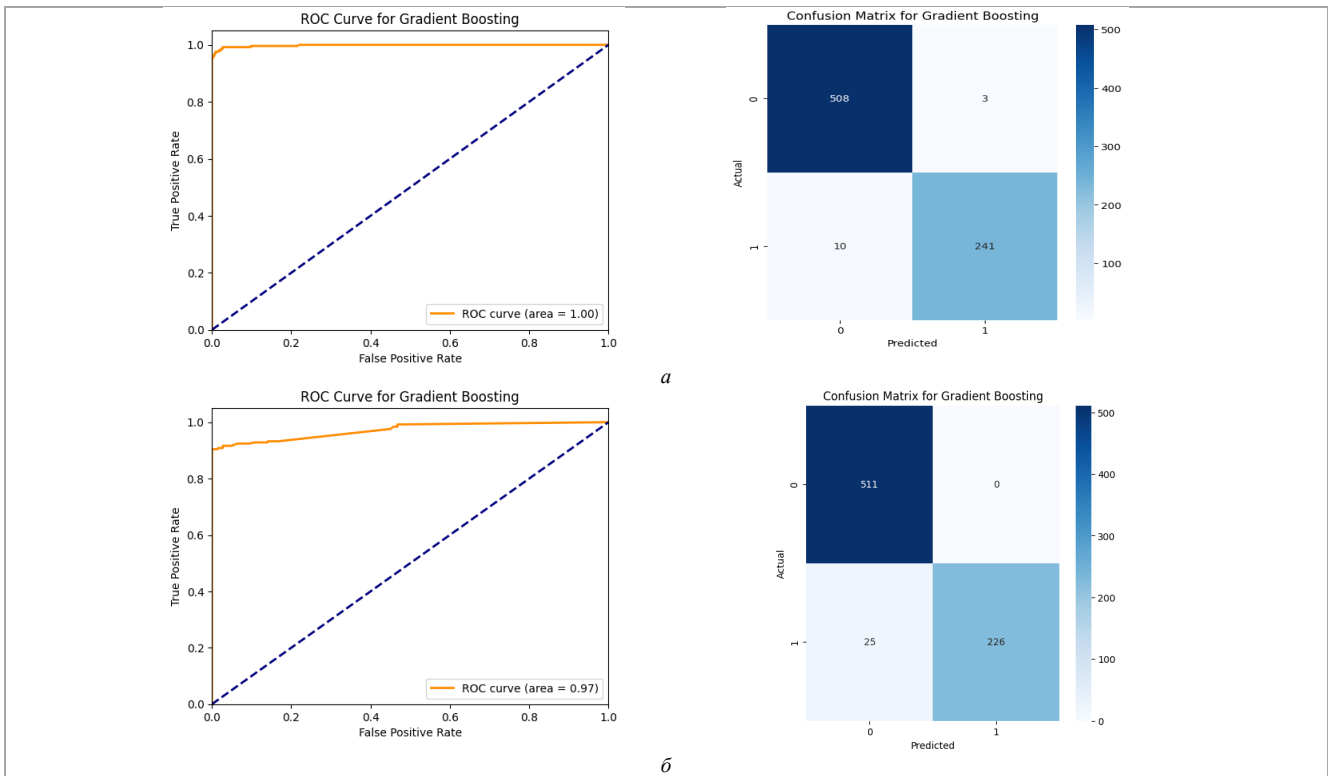 ROC Curve for Gradient Boosting
1.0
0.8
0.6
0.4
0.2
0.0
True Positive Rate
0.0 0.2 0.4 0.6 0.8 1.0
False Positive Rate
ROC curve (area = 1.00)
Confusion Matrix for Gradient Boosting
0
1
Actual
508 3
10 241
0 1
Predicted
500
400
300
200
100
а
ROC Curve for Gradient Boosting
1.0
0.8
0.6
0.4
0.2
0.0
True Positive Rate
0.0 0.2 0.4 0.6 0.8 1.0
False Positive Rate
ROC curve (area = 0.97)
Confusion Matrix for Gradient Boosting
0
1
Actual
511 0
25 226
0 1
Predicted
500
400
300
200
100
0
б